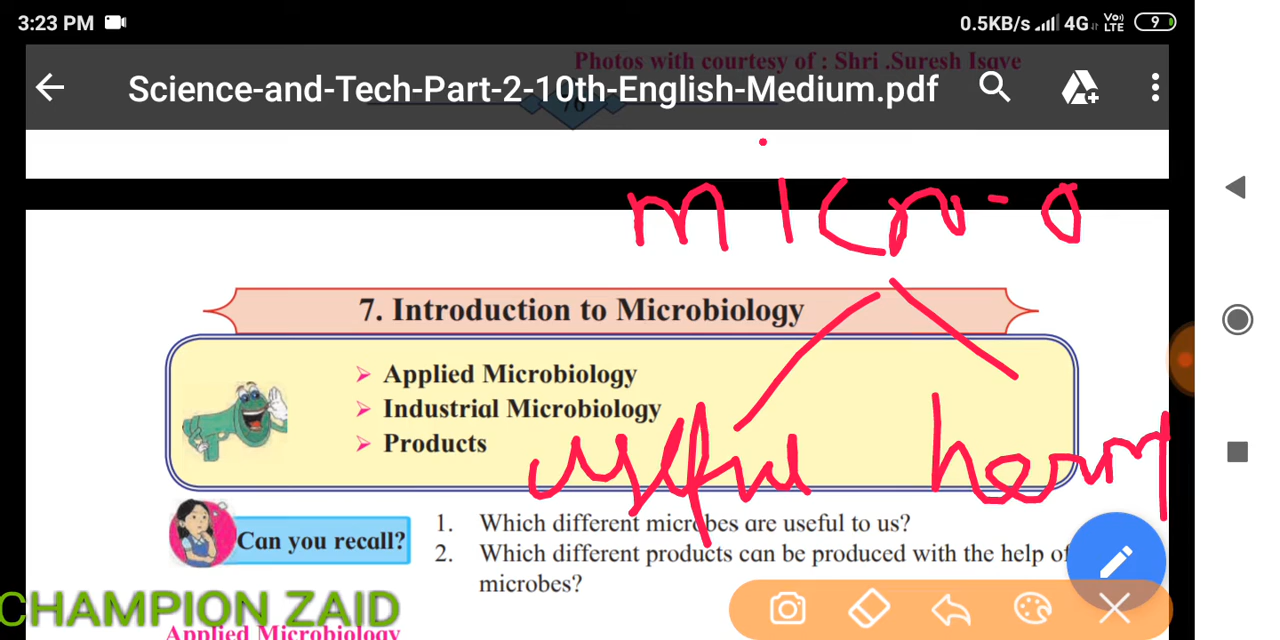 3:23 PM 0.5KB/s 4G Vo) LTE 9
Photos with courtesy of : Shri .Suresh Isave
Science-and-Tech-Part-2-10th-English-Medium.pdf
76
micro-o
7. Introduction to Microbiology
Applied Microbiology
Industrial Microbiology
Products
useful harm
Can you recall?
1. Which different microbes are useful to us?
2. Which different products can be produced with the help of
microbes?
CHAMPION ZAID
Applied Microbiology